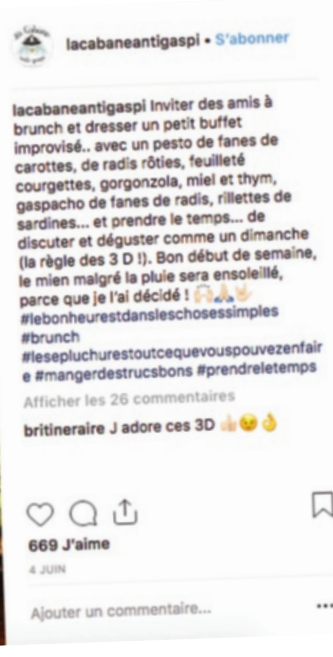 lacabaneantigaspi • S'abonner
lacabaneantigaspi Inviter des amis à
brunch et dresser un petit buffet
improvisé.. avec un pesto de fanes de
carottes, de radis rôties, feuilleté
courgettes, gorgonzola, miel et thym,
gaspacho de fanes de radis, rillettes de
sardines... et prendre le temps... de
discuter et déguster comme un dimanche
(la règle des 3 D !). Bon début de semaine,
le mien malgré la pluie sera ensoleillé,
parce que je l'ai décidé ! 🙌🏻🙏🏻🤟🏻
#lebonheurestdansleschosessimples
#brunch
#lesepluchurestoutcequevouspouvezenfair
e #mangerdestrucsbons #prendreletemps
Afficher les 26 commentaires
britineraire J adore ces 3D 👍🏻😉👌
669 J'aime
4 JUIN
Ajouter un commentaire...